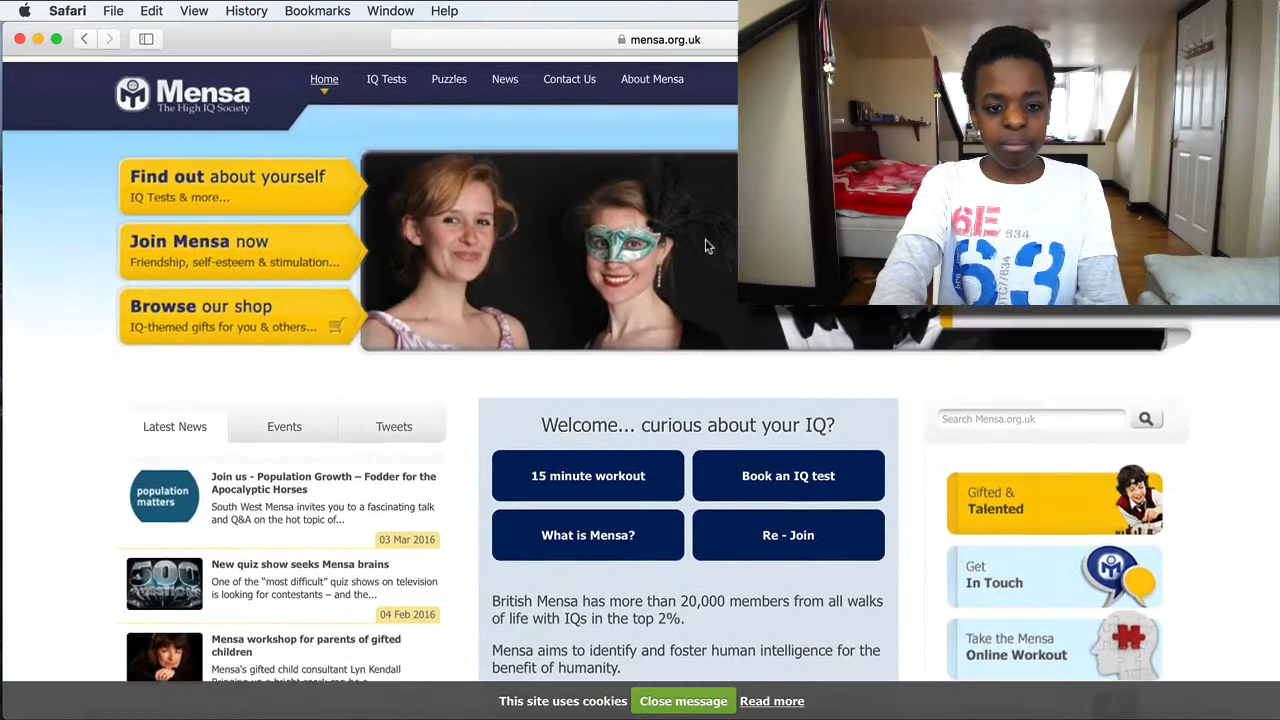 Safari File Edit View History Bookmarks Window Help
mensa.org.uk
Mensa
The High IQ Society
Home IQ Tests Puzzles News Contact Us About Mensa
Find out about yourself
IQ Tests & more...
Join Mensa now
Friendship, self-esteem & stimulation...
Browse our shop
IQ-themed gifts for you & others...
6E
534
63
Latest News Events Tweets
population
matters
Join us - Population Growth – Fodder for the
Apocalyptic Horses
South West Mensa invites you to a fascinating talk
and Q&A on the hot topic of...
03 Mar 2016
500
QUESTIONS
New quiz show seeks Mensa brains
One of the “most difficult” quiz shows on television
is looking for contestants – and the...
04 Feb 2016
Mensa workshop for parents of gifted
children
Mensa's gifted child consultant Lyn Kendall
Welcome... curious about your IQ?
15 minute workout
Book an IQ test
What is Mensa?
Re - Join
British Mensa has more than 20,000 members from all walks
of life with IQs in the top 2%.
Mensa aims to identify and foster human intelligence for the
benefit of humanity.
Search Mensa.org.uk
Gifted &
Talented
Get
In Touch
Take the Mensa
Online Workout
This site uses cookies Close message Read more